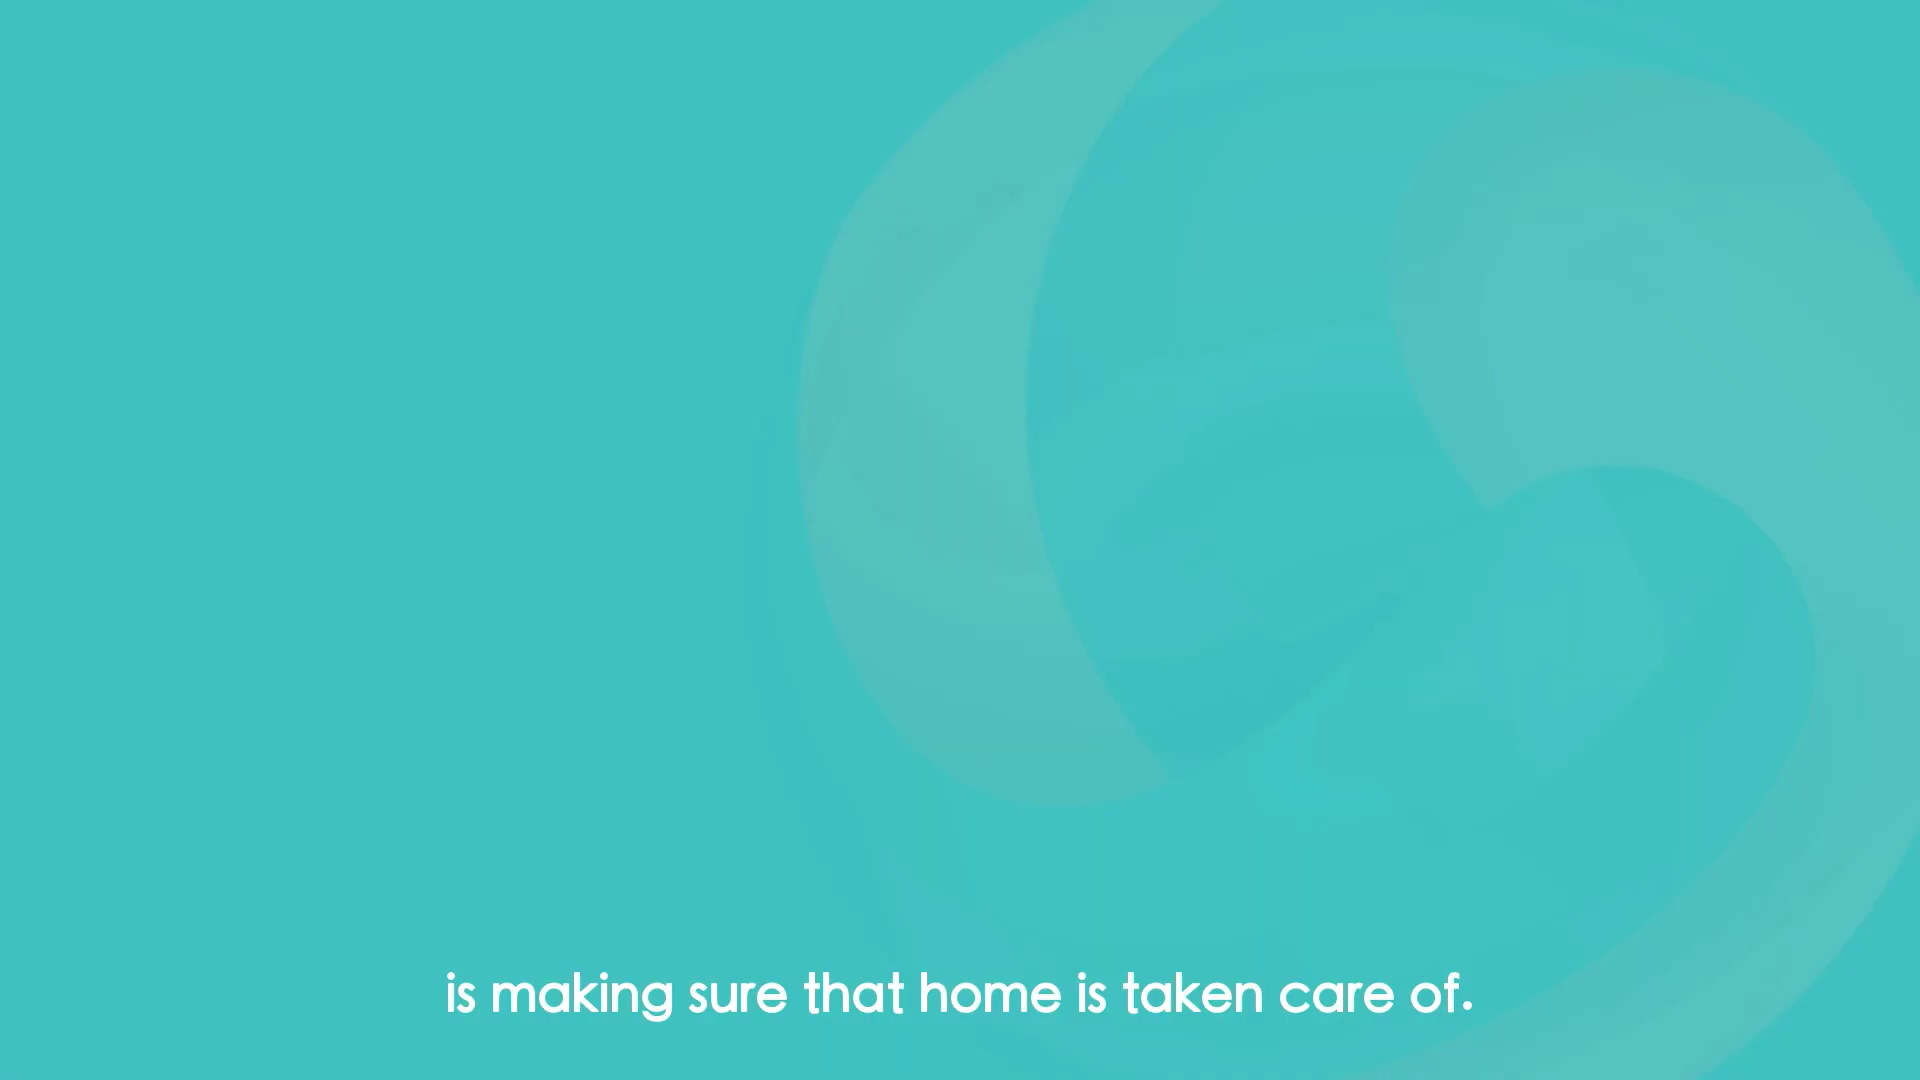 is making sure that home is taken care of.